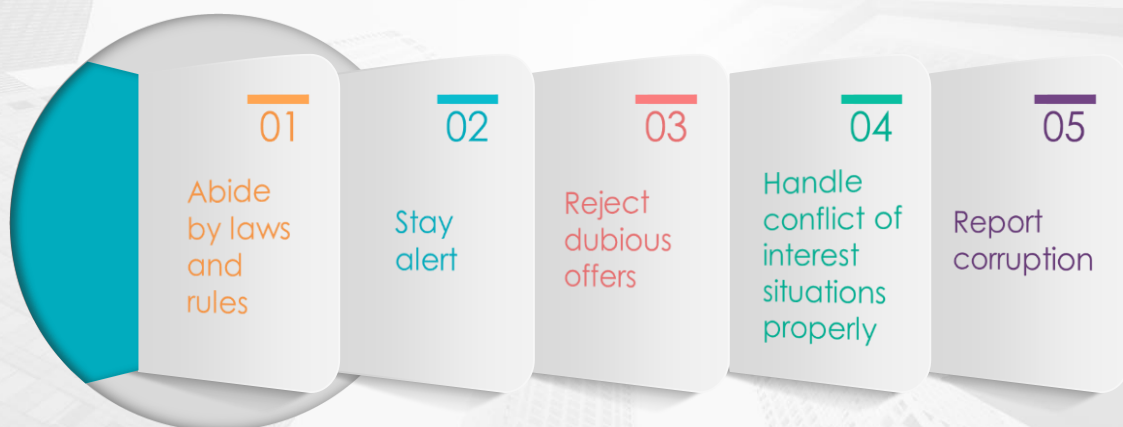 01
Abide
by laws
and
rules
02
Stay
alert
03
Reject
dubious
offers
04
Handle
conflict of
interest
situations
properly
05
Report
corruption